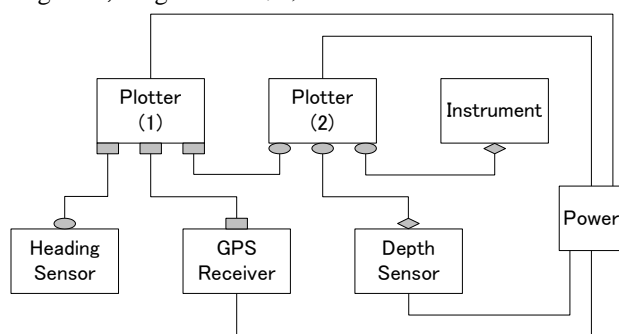 Plotter
(1)
Plotter
(2)
Instrument
Heading
Sensor
GPS
Receiver
Depth
Sensor
Power